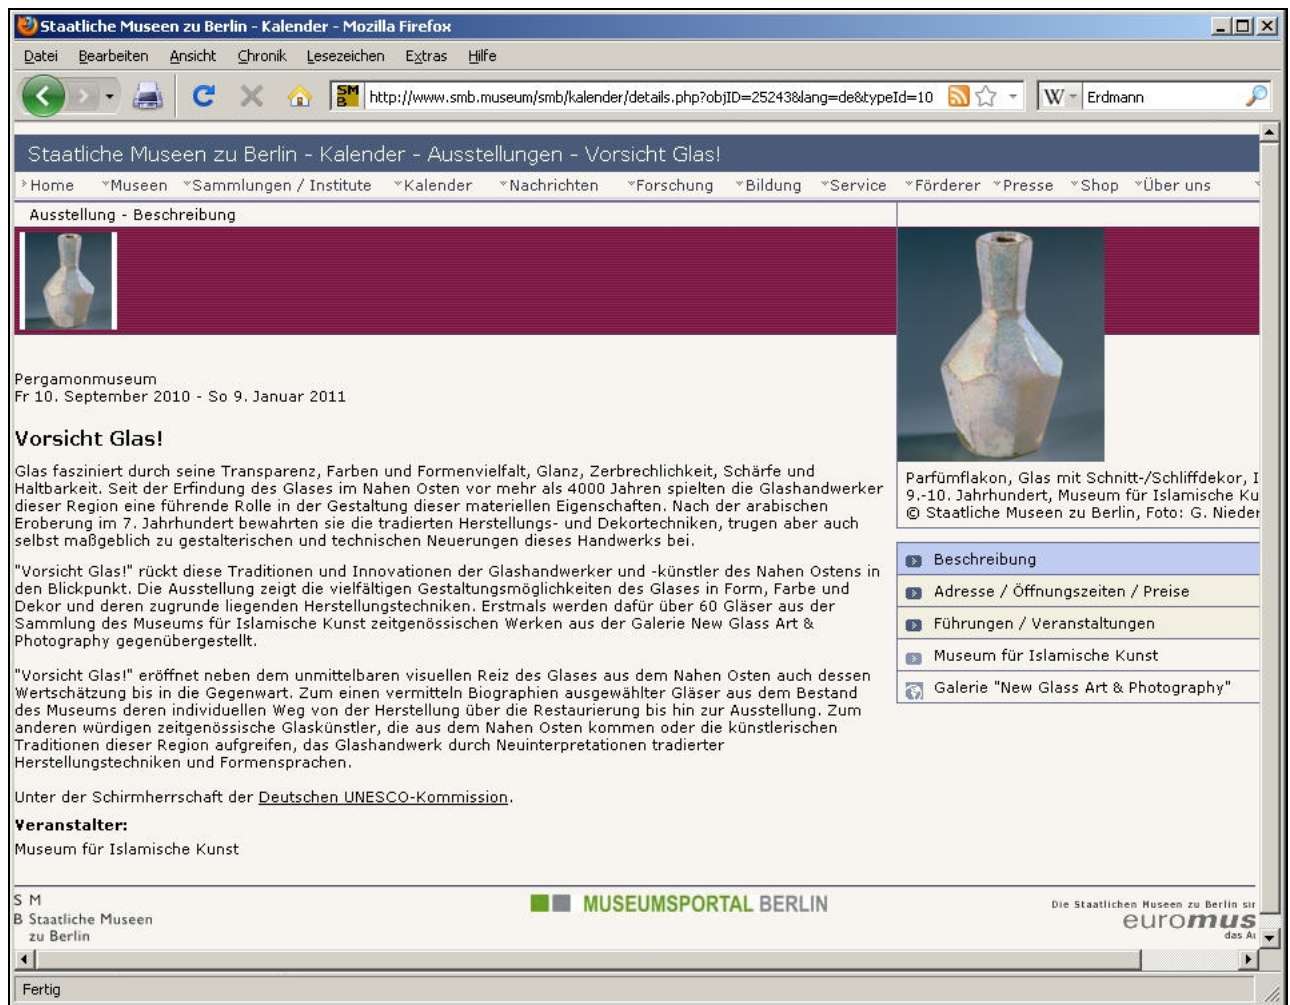 Staatliche Museen zu Berlin - Kalender - Mozilla Firefox
Datei Bearbeiten Ansicht Chronik Lesezeichen Extras Hilfe
SMB http://www.smb.museum/smb/kalender/details.php?objID=25243&lang=de&typeId=10 W Erdmann
Staatliche Museen zu Berlin - Kalender - Ausstellungen - Vorsicht Glas!
Home Museen Sammlungen / Institute Kalender Nachrichten Forschung Bildung Service Förderer Presse Shop Über uns
Ausstellung - Beschreibung
Pergamonmuseum
Fr 10. September 2010 - So 9. Januar 2011
Vorsicht Glas!
Glas fasziniert durch seine Transparenz, Farben und Formenvielfalt, Glanz, Zerbrechlichkeit, Schärfe und
Haltbarkeit. Seit der Erfindung des Glases im Nahen Osten vor mehr als 4000 Jahren spielten die Glashandwerker
dieser Region eine führende Rolle in der Gestaltung dieser materiellen Eigenschaften. Nach der arabischen
Eroberung im 7. Jahrhundert bewahrten sie die tradierten Herstellungs- und Dekortechniken, trugen aber auch
selbst maßgeblich zu gestalterischen und technischen Neuerungen dieses Handwerks bei.
"Vorsicht Glas!" rückt diese Traditionen und Innovationen der Glashandwerker und -künstler des Nahen Ostens in
den Blickpunkt. Die Ausstellung zeigt die vielfältigen Gestaltungsmöglichkeiten des Glases in Form, Farbe und
Dekor und deren zugrunde liegenden Herstellungstechniken. Erstmals werden dafür über 60 Gläser aus der
Sammlung des Museums für Islamische Kunst zeitgenössischen Werken aus der Galerie New Glass Art &
Photography gegenübergestellt.
"Vorsicht Glas!" eröffnet neben dem unmittelbaren visuellen Reiz des Glases aus dem Nahen Osten auch dessen
Wertschätzung bis in die Gegenwart. Zum einen vermitteln Biographien ausgewählter Gläser aus dem Bestand
des Museums deren individuellen Weg von der Herstellung über die Restaurierung bis hin zur Ausstellung. Zum
anderen würdigen zeitgenössische Glaskünstler, die aus dem Nahen Osten kommen oder die künstlerischen
Traditionen dieser Region aufgreifen, das Glashandwerk durch Neuinterpretationen tradierter
Herstellungstechniken und Formensprachen.
Unter der Schirmherrschaft der Deutschen UNESCO-Kommission.
Veranstalter:
Museum für Islamische Kunst
Parfümflakon, Glas mit Schnitt-/Schliffdekor, I
9.-10. Jahrhundert, Museum für Islamische Ku
© Staatliche Museen zu Berlin, Foto: G. Nieder
Beschreibung
Adresse / Öffnungszeiten / Preise
Führungen / Veranstaltungen
Museum für Islamische Kunst
Galerie "New Glass Art & Photography"
S M
B Staatliche Museen
zu Berlin
MUSEUMSPORTAL BERLIN
Die Staatlichen Museen zu Berlin sir
euromus
das Au
Fertig